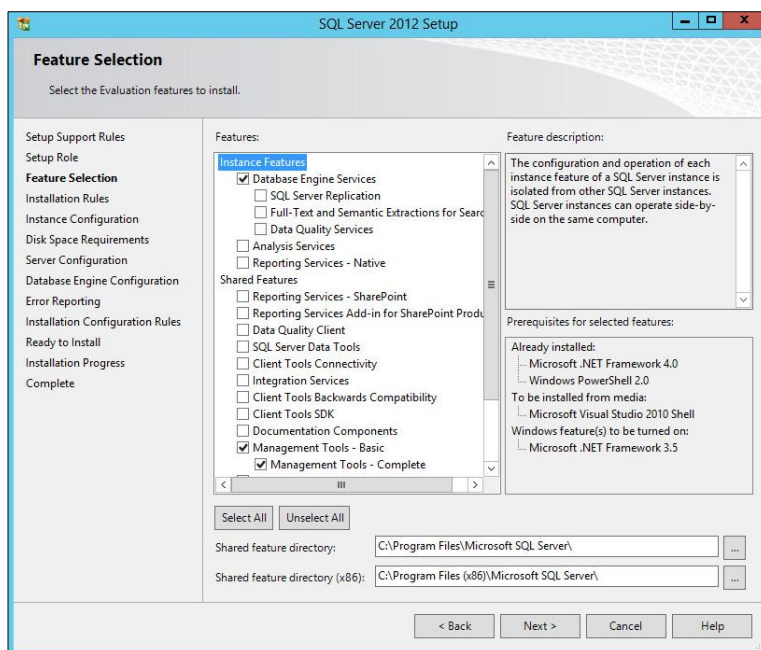 SQL Server 2012 Setup
Feature Selection
Select the Evaluation features to install.
Setup Support Rules
Setup Role
Feature Selection
Installation Rules
Instance Configuration
Disk Space Requirements
Server Configuration
Database Engine Configuration
Error Reporting
Installation Configuration Rules
Ready to Install
Installation Progress
Complete
Features:
Instance Features
Database Engine Services
SQL Server Replication
Full-Text and Semantic Extractions for Searc
Data Quality Services
Analysis Services
Reporting Services - Native
Shared Features
Reporting Services - SharePoint
Reporting Services Add-in for SharePoint Produ
Data Quality Client
SQL Server Data Tools
Client Tools Connectivity
Integration Services
Client Tools Backwards Compatibility
Client Tools SDK
Documentation Components
Management Tools - Basic
Management Tools - Complete
Feature description:
The configuration and operation of each
instance feature of a SQL Server instance is
isolated from other SQL Server instances.
SQL Server instances can operate side-by-
side on the same computer.
Prerequisites for selected features:
Already installed:
Microsoft .NET Framework 4.0
Windows PowerShell 2.0
To be installed from media:
Microsoft Visual Studio 2010 Shell
Windows feature(s) to be turned on:
Microsoft .NET Framework 3.5
Select All
Unselect All
Shared feature directory:
C:\Program Files\Microsoft SQL Server\
...
Shared feature directory (x86):
C:\Program Files (x86)\Microsoft SQL Server\
...
< Back
Next >
Cancel
Help